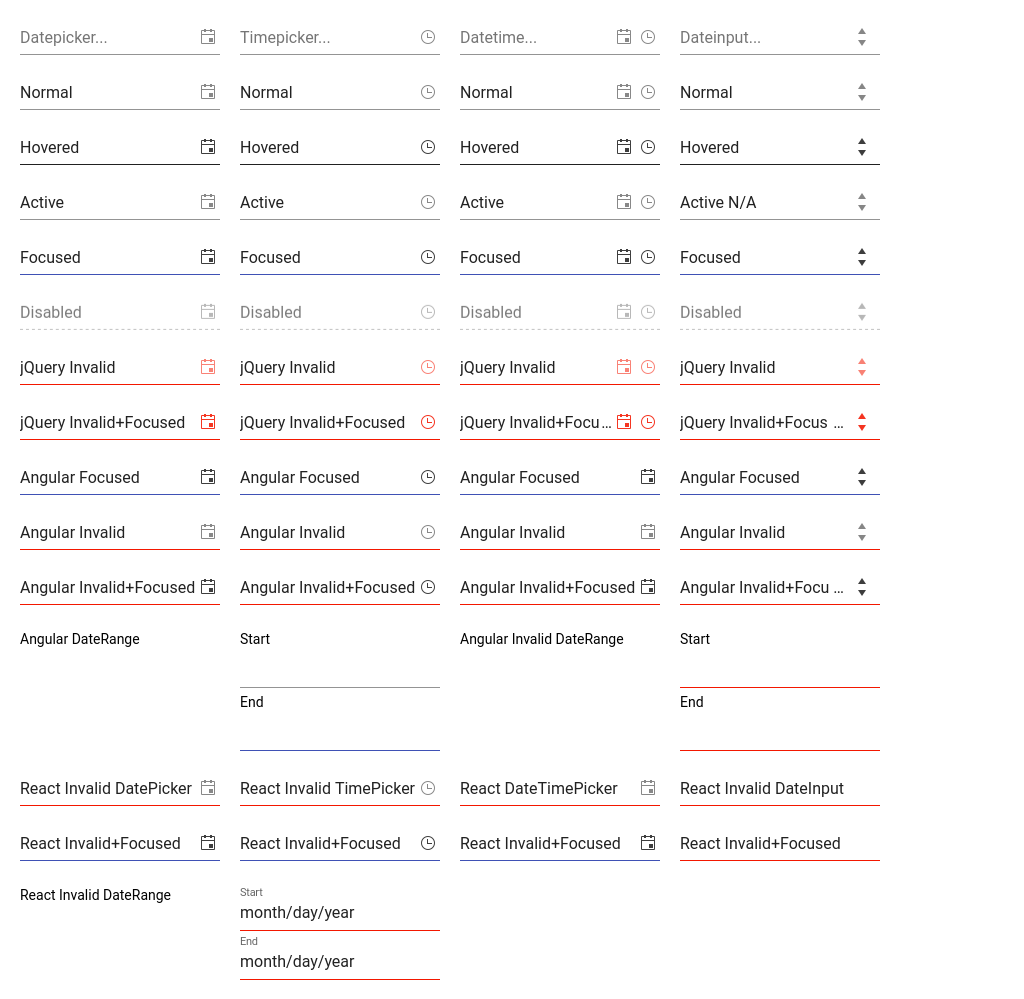 Datepicker... Timepicker... Datetime... Dateinput...
Normal Normal Normal Normal
Hovered Hovered Hovered Hovered
Active Active Active Active N/A
Focused Focused Focused Focused
Disabled Disabled Disabled Disabled
jQuery Invalid jQuery Invalid jQuery Invalid jQuery Invalid
jQuery Invalid+Focused jQuery Invalid+Focused jQuery Invalid+Focu... jQuery Invalid+Focus ...
Angular Focused Angular Focused Angular Focused Angular Focused
Angular Invalid Angular Invalid Angular Invalid Angular Invalid
Angular Invalid+Focused Angular Invalid+Focused Angular Invalid+Focused Angular Invalid+Focu ...
Angular DateRange Start Angular Invalid DateRange Start
End End
React Invalid DatePicker React Invalid TimePicker React DateTimePicker React Invalid DateInput
React Invalid+Focused React Invalid+Focused React Invalid+Focused React Invalid+Focused
React Invalid DateRange Start
month/day/year
End
month/day/year